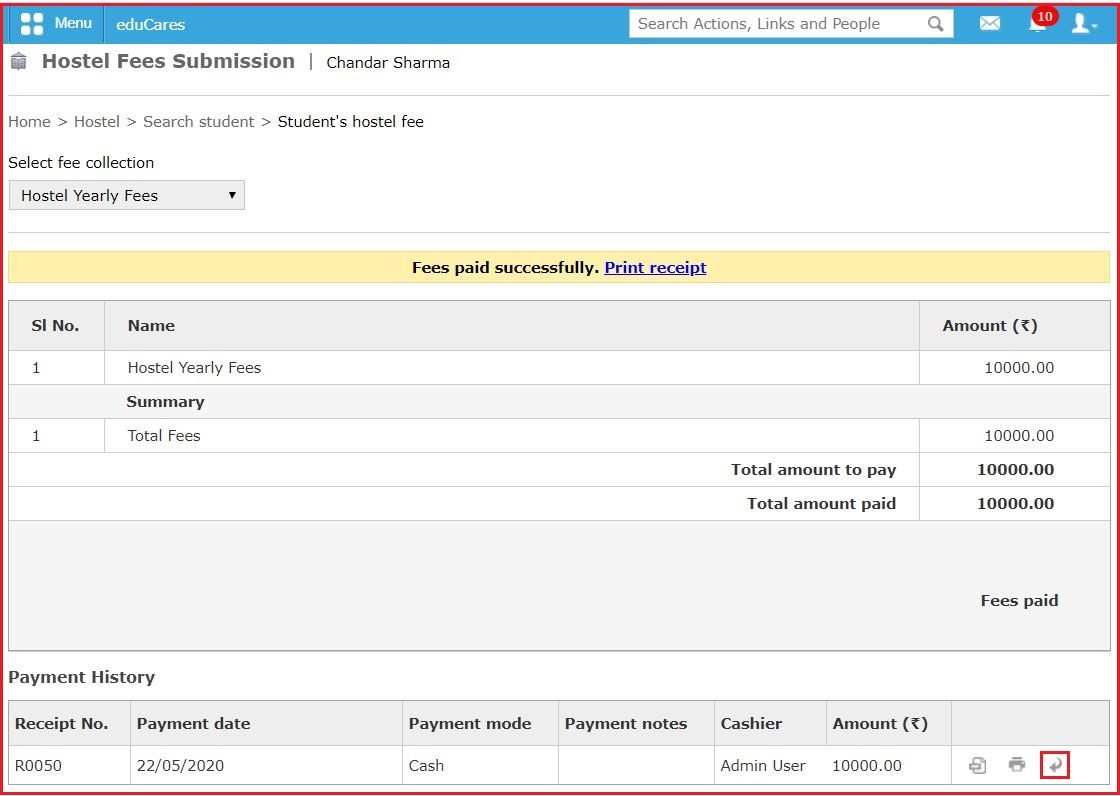 Menu eduCares Search Actions, Links and People 10
Hostel Fees Submission | Chandar Sharma
Home > Hostel > Search student > Student's hostel fee
Select fee collection
Hostel Yearly Fees
Fees paid successfully. Print receipt
Sl No. Name Amount (₹)
1 Hostel Yearly Fees 10000.00
Summary
1 Total Fees 10000.00
Total amount to pay 10000.00
Total amount paid 10000.00
Fees paid
Payment History
Receipt No. Payment date Payment mode Payment notes Cashier Amount (₹)
R0050 22/05/2020 Cash Admin User 10000.00